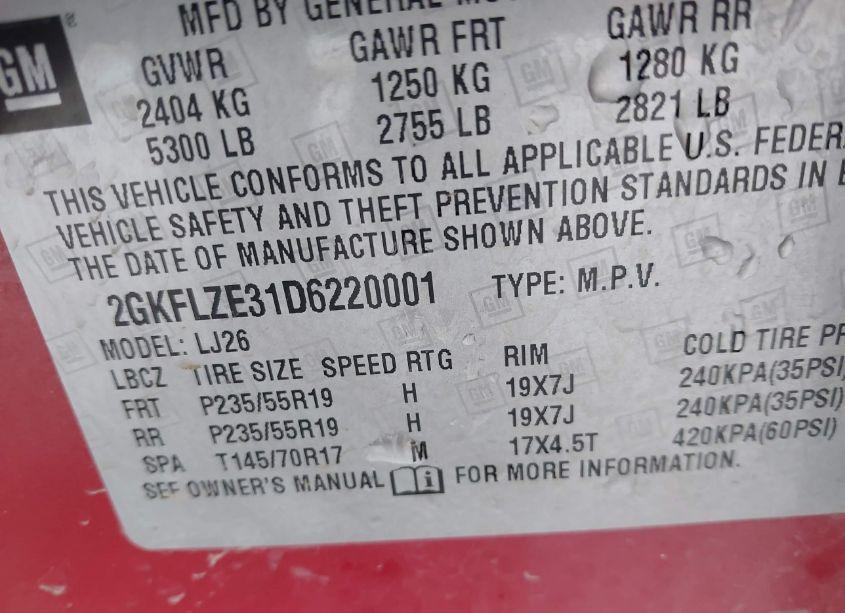 MFD BY GENERAL
GM
GVWR GAWR FRT GAWR RR
2404 KG 1250 KG 1280 KG
5300 LB 2755 LB 2821 LB
THIS VEHICLE CONFORMS TO ALL APPLICABLE U.S. FEDERA
VEHICLE SAFETY AND THEFT PREVENTION STANDARDS IN E
THE DATE OF MANUFACTURE SHOWN ABOVE.
2GKFLZE31D6220001 TYPE: M.P.V.
MODEL: LJ26
LBCZ TIRE SIZE SPEED RTG RIM COLD TIRE PR
FRT P235/55R19 H 19X7J 240KPA(35PSI)
RR P235/55R19 H 19X7J 240KPA(35PSI)
SPA T145/70R17 M 17X4.5T 420KPA(60PSI)
SEE OWNER'S MANUAL FOR MORE INFORMATION.